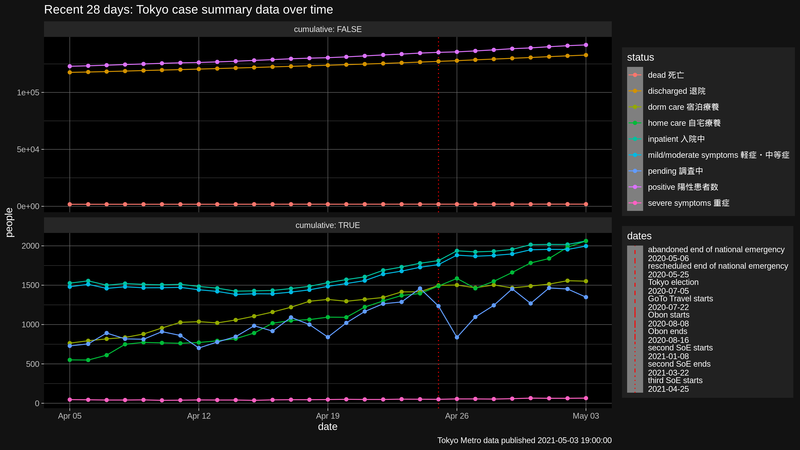 Recent 28 days: Tokyo case summary data over time
cumulative: FALSE
1e+05
5e+04
0e+00
cumulative: TRUE
2000
1500
1000
500
0
people
Apr 05
Apr 12
Apr 19
Apr 26
May 03
date
Tokyo Metro data published 2021-05-03 19:00:00
status
dead 死亡
discharged 退院
dorm care 宿泊療養
home care 自宅療養
inpatient 入院中
mild/moderate symptoms 軽症・中等症
pending 調査中
positive 陽性患者数
severe symptoms 重症
dates
abandoned end of national emergency
2020-05-06
rescheduled end of national emergency
2020-05-25
Tokyo election
2020-07-05
GoTo Travel starts
2020-07-22
Obon starts
2020-08-08
Obon ends
2020-08-16
second SoE starts
2021-01-08
second SoE ends
2021-03-22
third SoE starts
2021-04-25